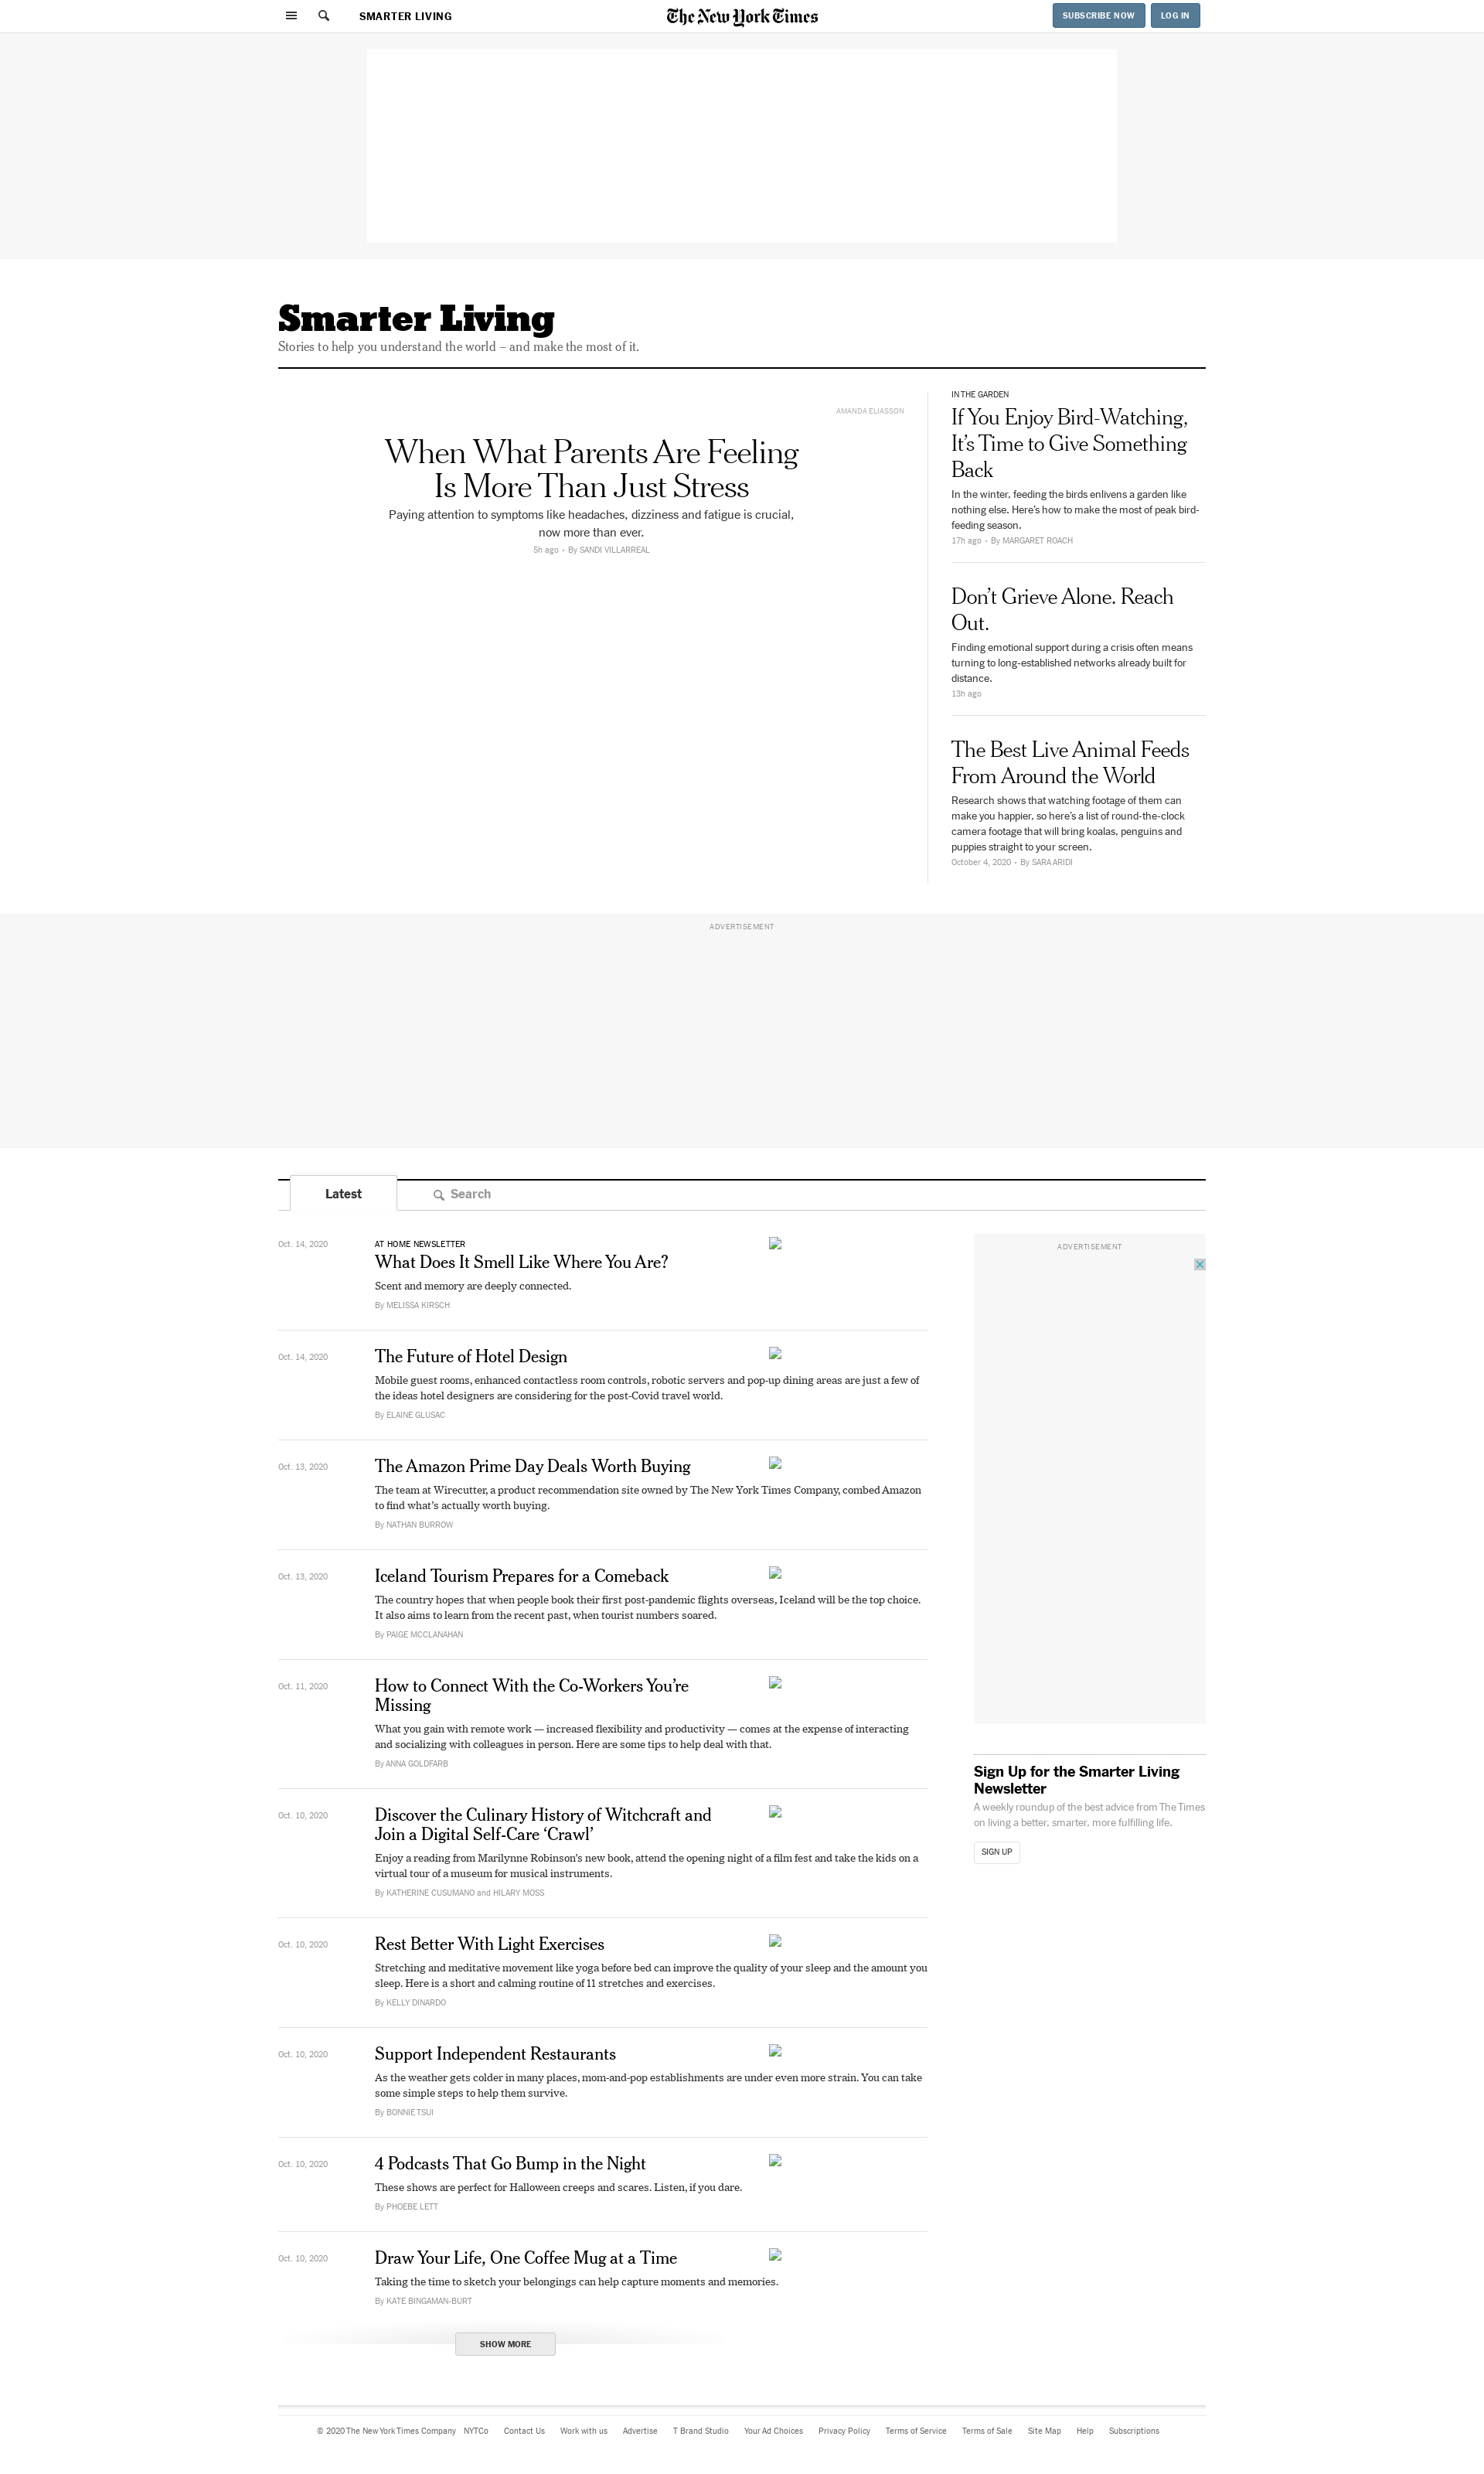 SMARTER LIVING
The New York Times
SUBSCRIBE NOW
LOG IN
Smarter Living
Stories to help you understand the world – and make the most of it.
AMANDA ELIASSON
When What Parents Are Feeling
Is More Than Just Stress
Paying attention to symptoms like headaches, dizziness and fatigue is crucial,
now more than ever.
5h ago • By SANDI VILLARREAL
IN THE GARDEN
If You Enjoy Bird-Watching,
It’s Time to Give Something
Back
In the winter, feeding the birds enlivens a garden like
nothing else. Here’s how to make the most of peak bird-
feeding season.
17h ago • By MARGARET ROACH
Don’t Grieve Alone. Reach
Out.
Finding emotional support during a crisis often means
turning to long-established networks already built for
distance.
13h ago
The Best Live Animal Feeds
From Around the World
Research shows that watching footage of them can
make you happier, so here’s a list of round-the-clock
camera footage that will bring koalas, penguins and
puppies straight to your screen.
October 4, 2020 • By SARA ARIDI
ADVERTISEMENT
Latest
Search
Oct. 14, 2020
AT HOME NEWSLETTER
What Does It Smell Like Where You Are?
Scent and memory are deeply connected.
By MELISSA KIRSCH
Oct. 14, 2020
The Future of Hotel Design
Mobile guest rooms, enhanced contactless room controls, robotic servers and pop-up dining areas are just a few of
the ideas hotel designers are considering for the post-Covid travel world.
By ELAINE GLUSAC
Oct. 13, 2020
The Amazon Prime Day Deals Worth Buying
The team at Wirecutter, a product recommendation site owned by The New York Times Company, combed Amazon
to find what’s actually worth buying.
By NATHAN BURROW
Oct. 13, 2020
Iceland Tourism Prepares for a Comeback
The country hopes that when people book their first post-pandemic flights overseas, Iceland will be the top choice.
It also aims to learn from the recent past, when tourist numbers soared.
By PAIGE MCCLANAHAN
Oct. 11, 2020
How to Connect With the Co-Workers You’re
Missing
What you gain with remote work — increased flexibility and productivity — comes at the expense of interacting
and socializing with colleagues in person. Here are some tips to help deal with that.
By ANNA GOLDFARB
Oct. 10, 2020
Discover the Culinary History of Witchcraft and
Join a Digital Self-Care ‘Crawl’
Enjoy a reading from Marilynne Robinson’s new book, attend the opening night of a film fest and take the kids on a
virtual tour of a museum for musical instruments.
By KATHERINE CUSUMANO and HILARY MOSS
Oct. 10, 2020
Rest Better With Light Exercises
Stretching and meditative movement like yoga before bed can improve the quality of your sleep and the amount you
sleep. Here is a short and calming routine of 11 stretches and exercises.
By KELLY DINARDO
Oct. 10, 2020
Support Independent Restaurants
As the weather gets colder in many places, mom-and-pop establishments are under even more strain. You can take
some simple steps to help them survive.
By BONNIE TSUI
Oct. 10, 2020
4 Podcasts That Go Bump in the Night
These shows are perfect for Halloween creeps and scares. Listen, if you dare.
By PHOEBE LETT
Oct. 10, 2020
Draw Your Life, One Coffee Mug at a Time
Taking the time to sketch your belongings can help capture moments and memories.
By KATE BINGAMAN-BURT
SHOW MORE
ADVERTISEMENT
Sign Up for the Smarter Living
Newsletter
A weekly roundup of the best advice from The Times
on living a better, smarter, more fulfilling life.
SIGN UP
© 2020 The New York Times Company NYTCo Contact Us Work with us Advertise T Brand Studio Your Ad Choices Privacy Policy Terms of Service Terms of Sale Site Map Help Subscriptions